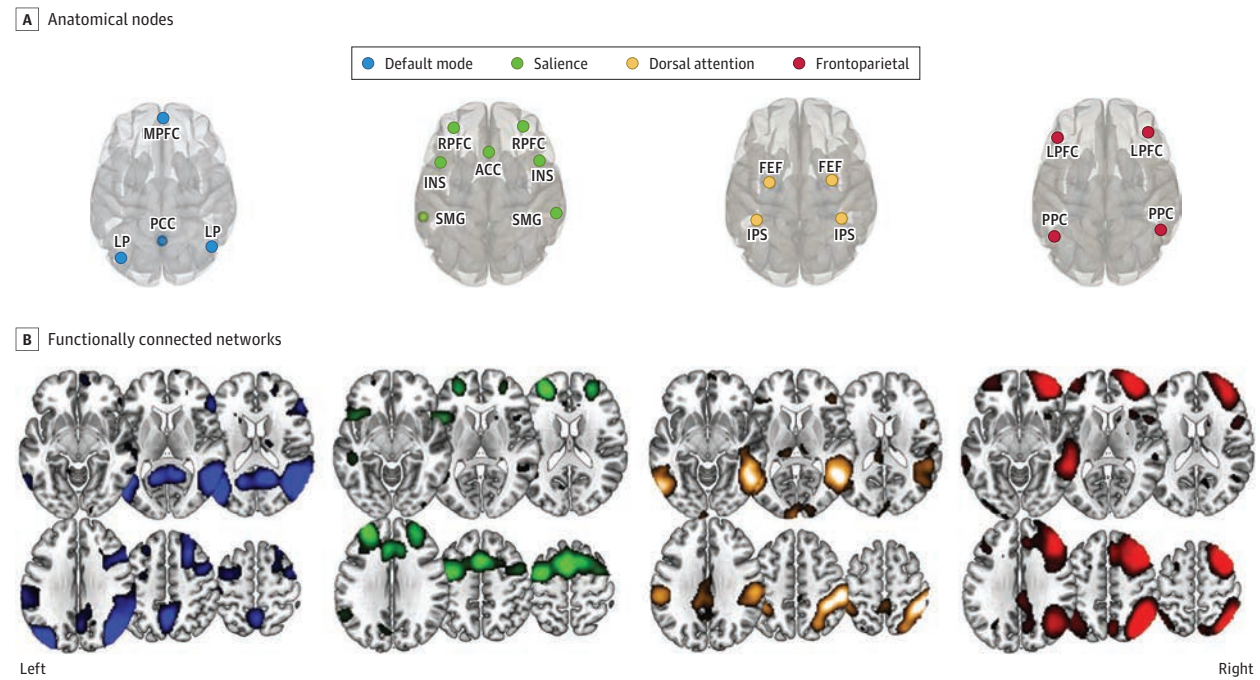 A Anatomical nodes
Default mode Salience Dorsal attention Frontoparietal
MPFC
PCC
LP LP
RPFC RPFC
ACC
INS INS
SMG SMG
FEF FEF
IPS IPS
LPFC LPFC
PPC PPC
B Functionally connected networks
Left Right